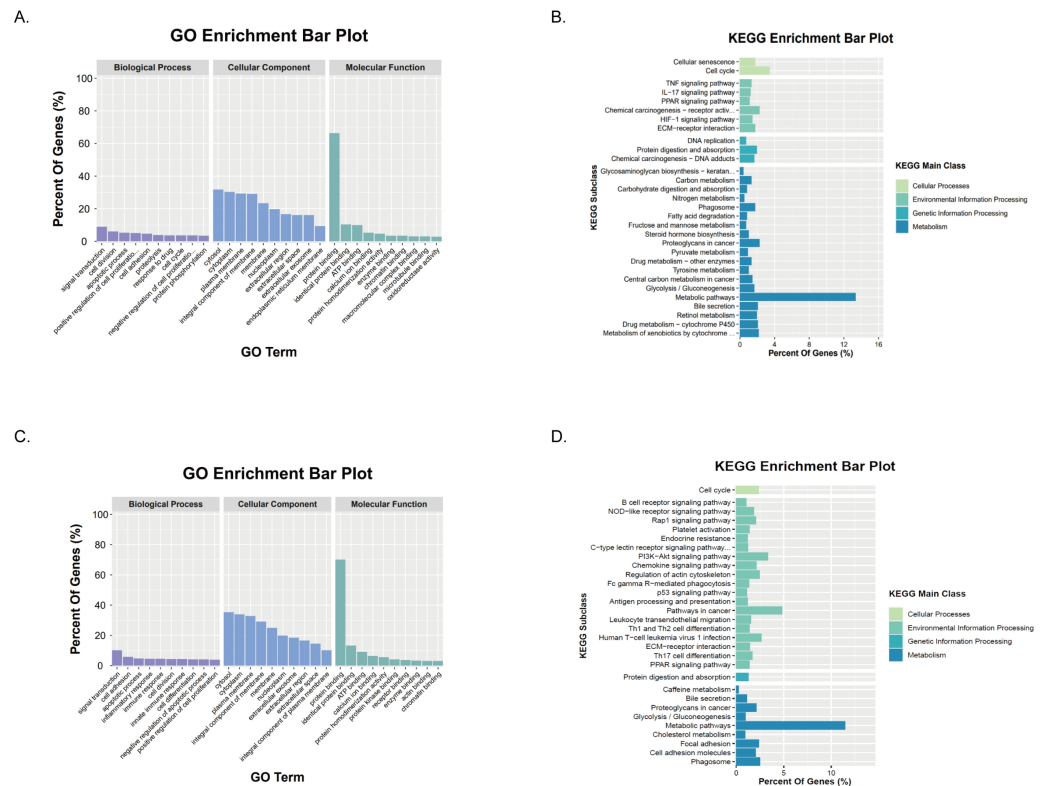 A.
GO Enrichment Bar Plot
Biological Process
Cellular Component
Molecular Function
Percent Of Genes (%)
100
80
60
40
20
0
signal transduction
cell division
apoptotic process
positive regulation of cell proliferatio...
cell adhesion
proteolysis
response to drug
cell cycle
negative regulation of cell proliferatio...
protein phosphorylation
cytosol
cytoplasm
plasma membrane
integral component of membrane
membrane
nucleoplasm
extracellular region
extracellular space
extracellular exosome
endoplasmic reticulum membrane
protein binding
identical protein binding
ATP binding
calcium ion binding
protein homodimerization activity
enzyme binding
chromatin binding
macromolecular complex binding
microtubule binding
oxidoreductase activity
GO Term
B.
KEGG Enrichment Bar Plot
KEGG Subclass
Cellular senescence
Cell cycle
TNF signaling pathway
IL−17 signaling pathway
PPAR signaling pathway
Chemical carcinogenesis − receptor activ...
HIF−1 signaling pathway
ECM−receptor interaction
DNA replication
Protein digestion and absorption
Chemical carcinogenesis − DNA adducts
Glycosaminoglycan biosynthesis − keratan...
Carbon metabolism
Carbohydrate digestion and absorption
Nitrogen metabolism
Phagosome
Fatty acid degradation
Fructose and mannose metabolism
Steroid hormone biosynthesis
Proteoglycans in cancer
Pyruvate metabolism
Drug metabolism − other enzymes
Tyrosine metabolism
Central carbon metabolism in cancer
Glycolysis / Gluconeogenesis
Metabolic pathways
Bile secretion
Retinol metabolism
Drug metabolism − cytochrome P450
Metabolism of xenobiotics by cytochrome ...
0 4 8 12 16
Percent Of Genes (%)
KEGG Main Class
Cellular Processes
Environmental Information Processing
Genetic Information Processing
Metabolism
C.
GO Enrichment Bar Plot
Biological Process
Cellular Component
Molecular Function
Percent Of Genes (%)
100
80
60
40
20
0
signal transduction
cell adhesion
apoptotic process
inflammatory response
immune response
cell division
innate immune response
cell differentiation
negative regulation of apoptotic process
positive regulation of cell proliferation
cytosol
cytoplasm
plasma membrane
integral component of membrane
membrane
nucleoplasm
extracellular exosome
extracellular region
extracellular space
integral component of plasma membrane
protein binding
identical protein binding
ATP binding
calcium ion binding
protein homodimerization activity
protein kinase binding
receptor binding
enzyme binding
actin binding
chromatin binding
GO Term
D.
KEGG Enrichment Bar Plot
KEGG Subclass
Cell cycle
B cell receptor signaling pathway
NOD−like receptor signaling pathway
Rap1 signaling pathway
Platelet activation
Endocrine resistance
C−type lectin receptor signaling pathway...
PI3K−Akt signaling pathway
Chemokine signaling pathway
Regulation of actin cytoskeleton
Fc gamma R−mediated phagocytosis
p53 signaling pathway
Antigen processing and presentation
Pathways in cancer
Leukocyte transendothelial migration
Th1 and Th2 cell differentiation
Human T−cell leukemia virus 1 infection
ECM−receptor interaction
Th17 cell differentiation
PPAR signaling pathway
Protein digestion and absorption
Caffeine metabolism
Bile secretion
Proteoglycans in cancer
Glycolysis / Gluconeogenesis
Metabolic pathways
Cholesterol metabolism
Focal adhesion
Cell adhesion molecules
Phagosome
0 5 10
Percent Of Genes (%)
KEGG Main Class
Cellular Processes
Environmental Information Processing
Genetic Information Processing
Metabolism